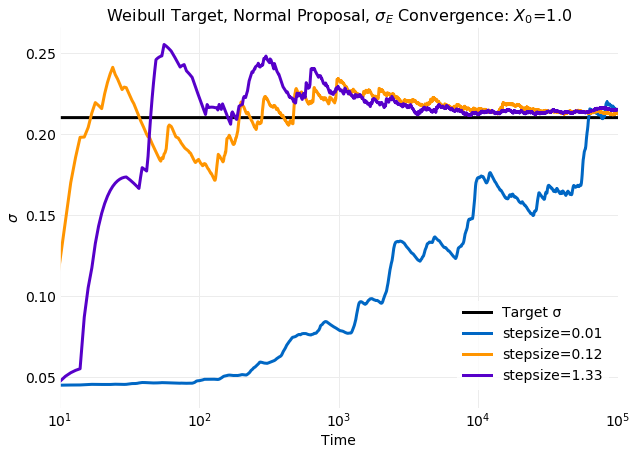 Weibull Target, Normal Proposal, σ_E Convergence: X_0=1.0
0.25
0.20
0.15
0.10
0.05
σ
Target σ
stepsize=0.01
stepsize=0.12
stepsize=1.33
10^1 10^2 10^3 10^4 10^5
Time